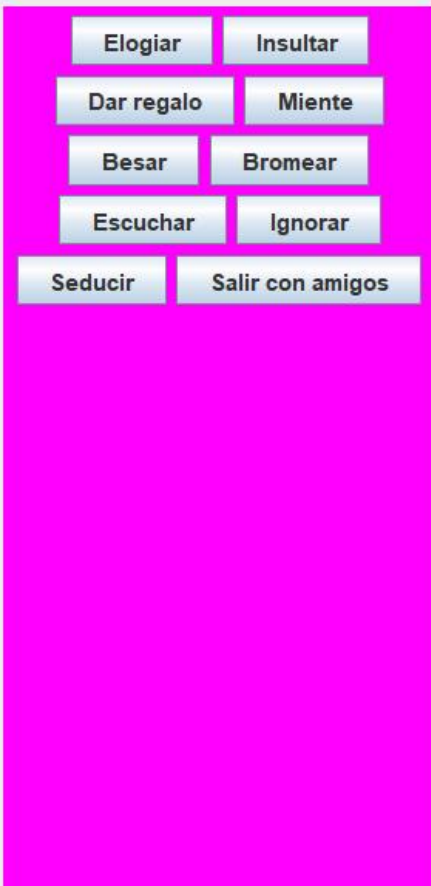 Elogiar Insultar
Dar regalo Miente
Besar Bromear
Escuchar Ignorar
Seducir Salir con amigos